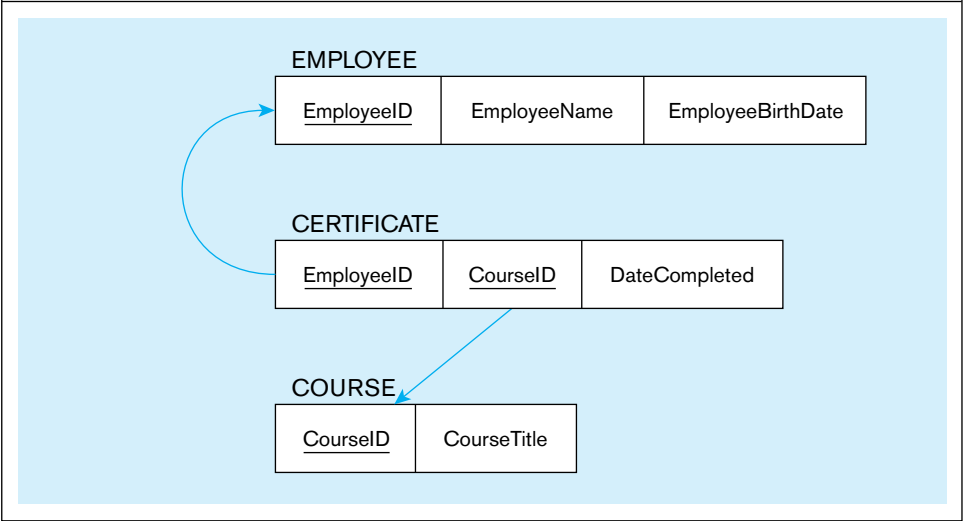 EMPLOYEE
EmployeeID EmployeeName EmployeeBirthDate
CERTIFICATE
EmployeeID CourseID DateCompleted
COURSE
CourseID CourseTitle